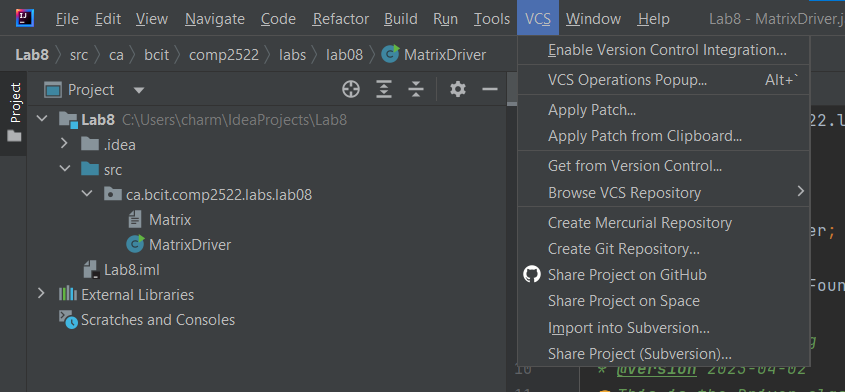 File Edit View Navigate Code Refactor Build Run Tools VCS Window Help Lab8 - MatrixDriver.j
Lab8 src ca bcit comp2522 labs lab08 MatrixDriver
Project
Project
Lab8 C:\Users\charm\IdeaProjects\Lab8
.idea
src
ca.bcit.comp2522.labs.lab08
Matrix
MatrixDriver
Lab8.iml
External Libraries
Scratches and Consoles
Enable Version Control Integration...
VCS Operations Popup... Alt+`
Apply Patch...
Apply Patch from Clipboard...
Get from Version Control...
Browse VCS Repository
Create Mercurial Repository
Create Git Repository...
Share Project on GitHub
Share Project on Space
Import into Subversion...
Share Project (Subversion)...
22.l
er;
Foun
10 * @version 2023-04-02